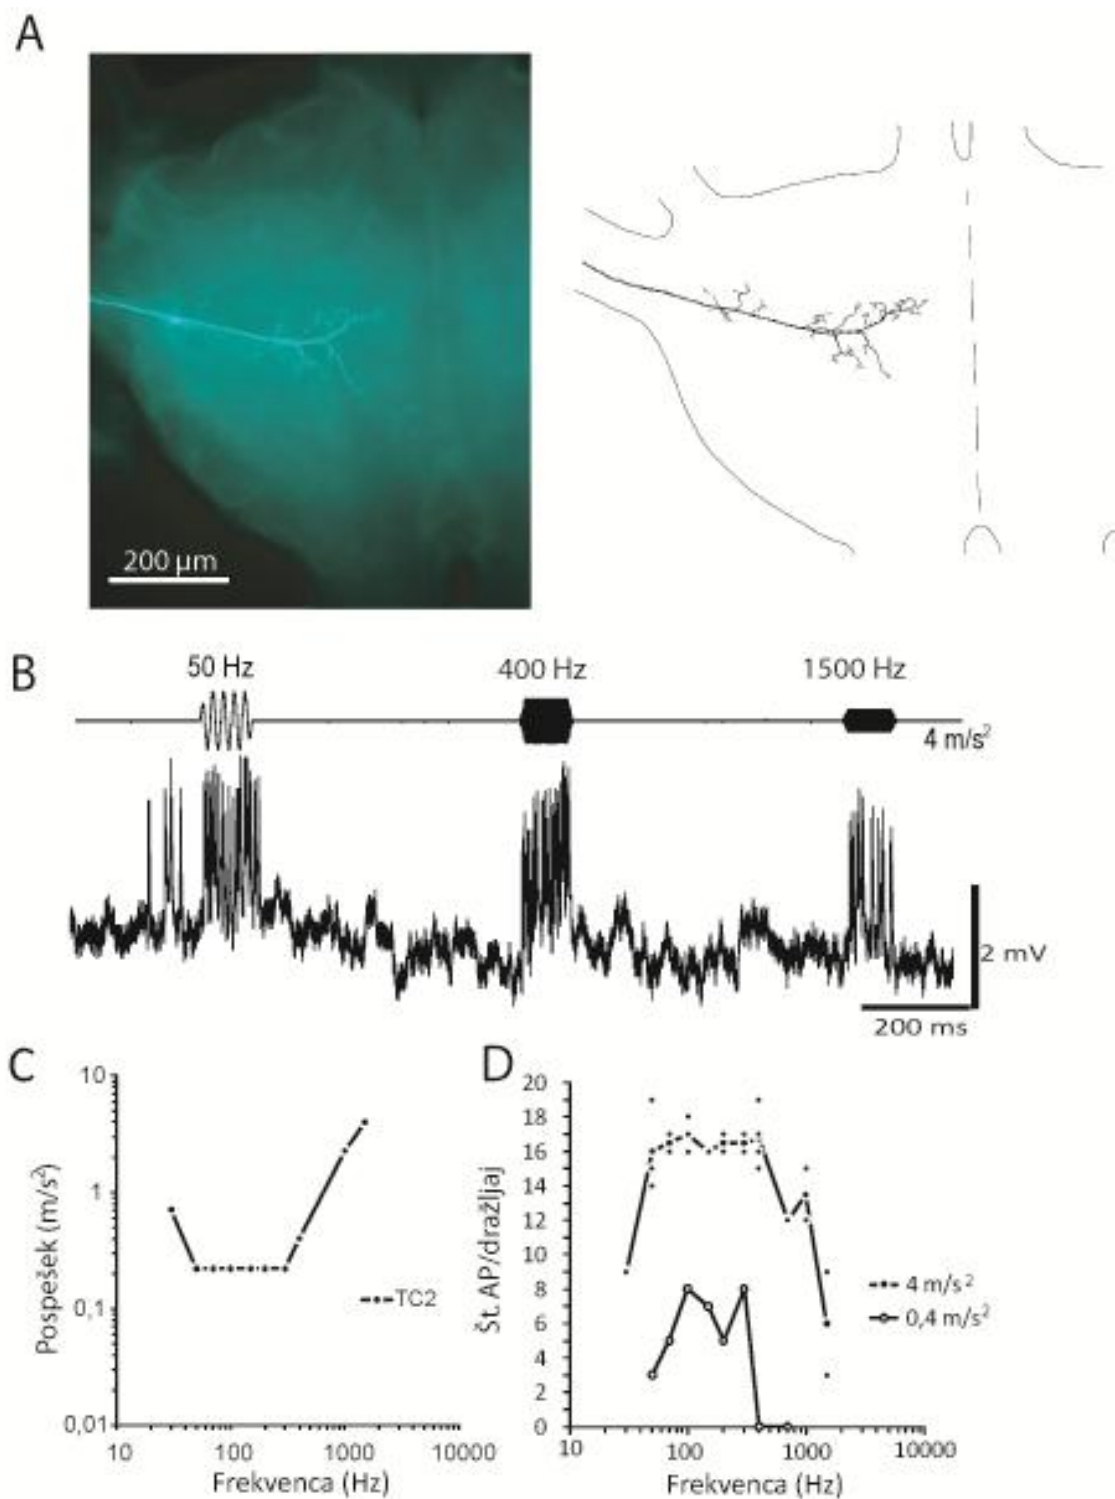 A
200 µm
B
50 Hz
400 Hz
1500 Hz
4 m/s²
2 mV
200 ms
C
Pospešek (m/s²)
10
1
0,1
0,01
10
100
1000
10000
Frekvenca (Hz)
TC2
D
Št. AP/dražljaj
20
18
16
14
12
10
8
6
4
2
0
10
100
1000
10000
Frekvenca (Hz)
4 m/s²
0,4 m/s²